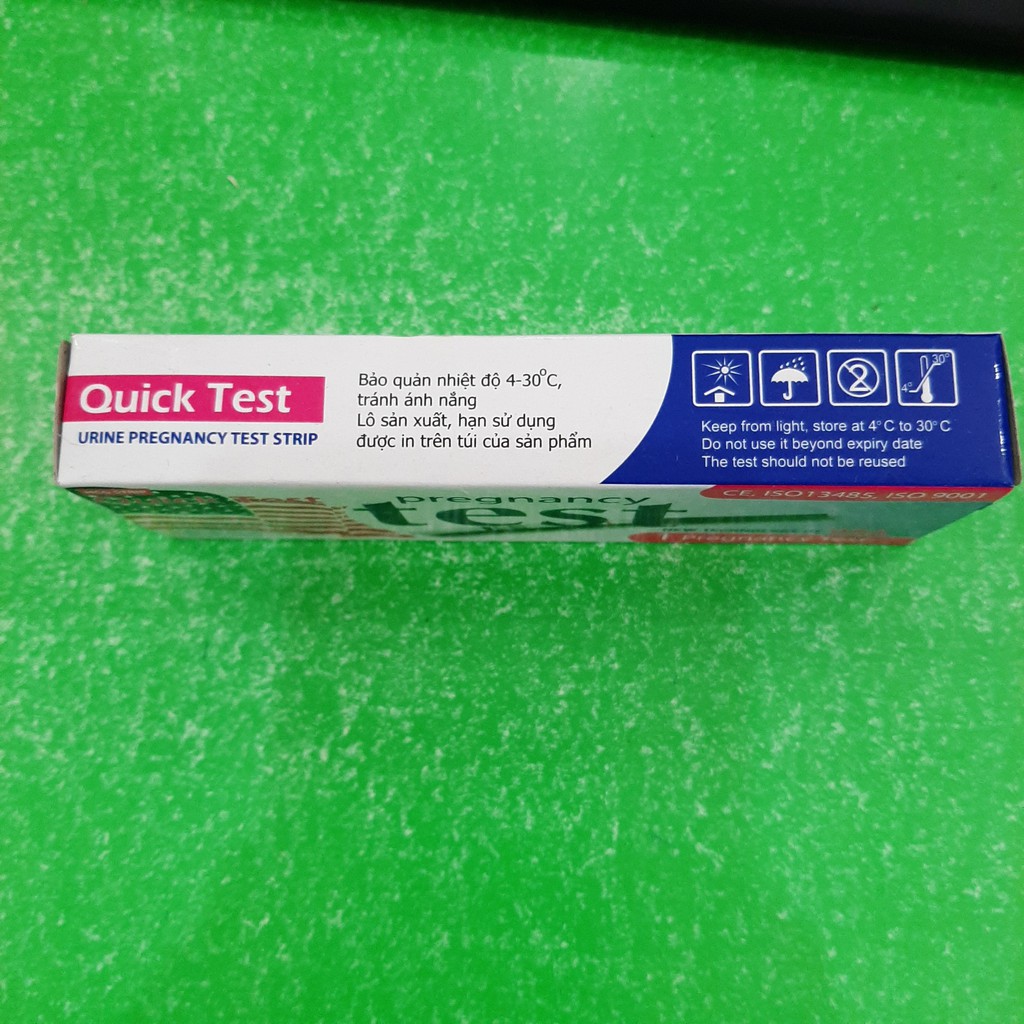 Quick Test
URINE PREGNANCY TEST STRIP
Bảo quản nhiệt độ 4-30°C,
tránh ánh nắng
Lô sản xuất, hạn sử dụng
được in trên túi của sản phẩm
30°
4°
Keep from light, store at 4°C to 30°C
Do not use it beyond expiry date
The test should not be reused
pregnancy
test
CE, ISO13485, ISO 9001
1 Pregnancy